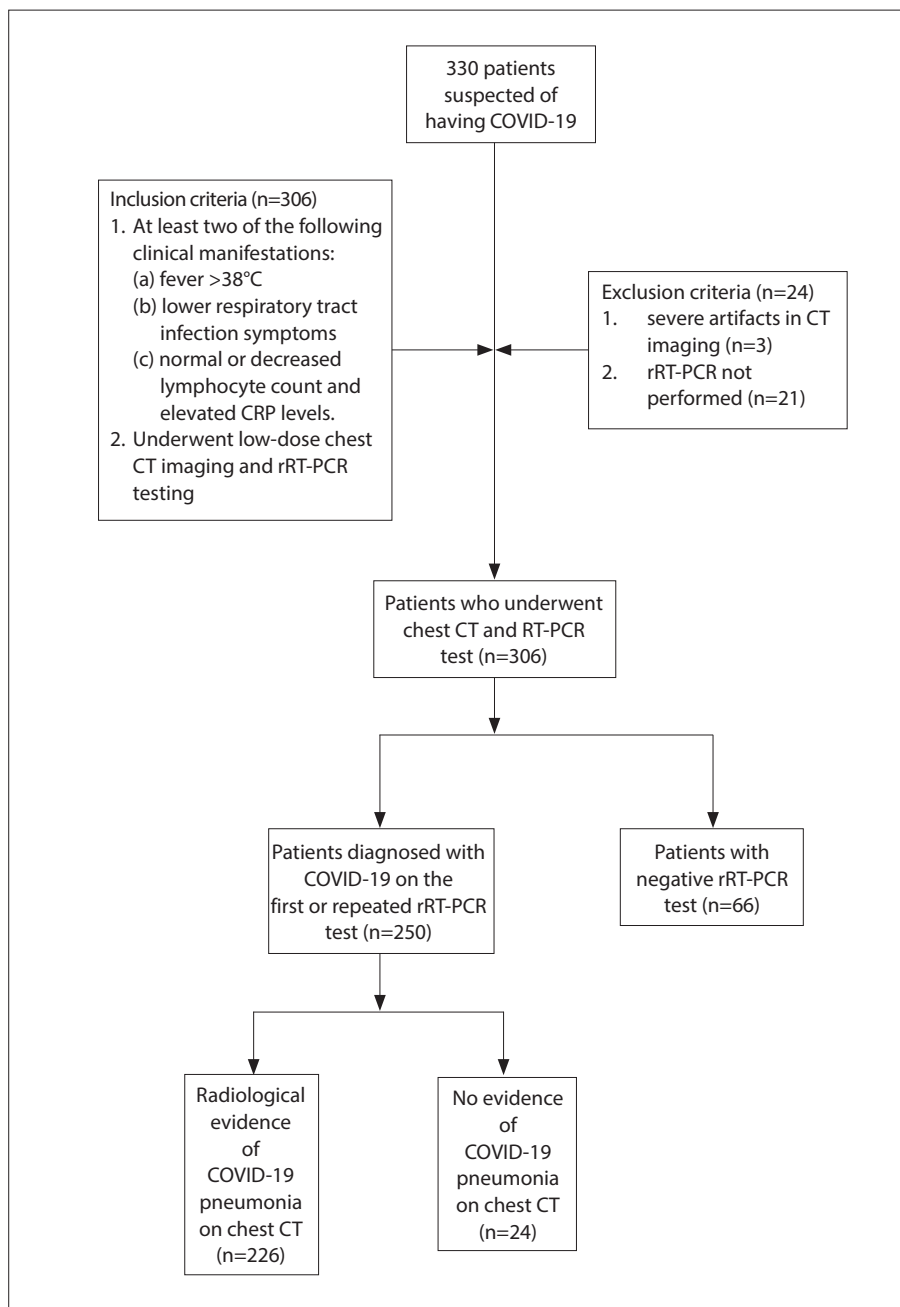 330 patients
suspected of
having COVID-19
Inclusion criteria (n=306)
1. At least two of the following
clinical manifestations:
(a) fever >38°C
(b) lower respiratory tract
infection symptoms
(c) normal or decreased
lymphocyte count and
elevated CRP levels.
2. Underwent low-dose chest
CT imaging and rRT-PCR
testing
Exclusion criteria (n=24)
1. severe artifacts in CT
imaging (n=3)
2. rRT-PCR not
performed (n=21)
Patients who underwent
chest CT and RT-PCR
test (n=306)
Patients diagnosed with
COVID-19 on the
first or repeated rRT-PCR
test (n=250)
Patients with
negative rRT-PCR
test (n=66)
Radiological
evidence
of
COVID-19
pneumonia
on chest CT
(n=226)
No evidence
of
COVID-19
pneumonia
on chest CT
(n=24)